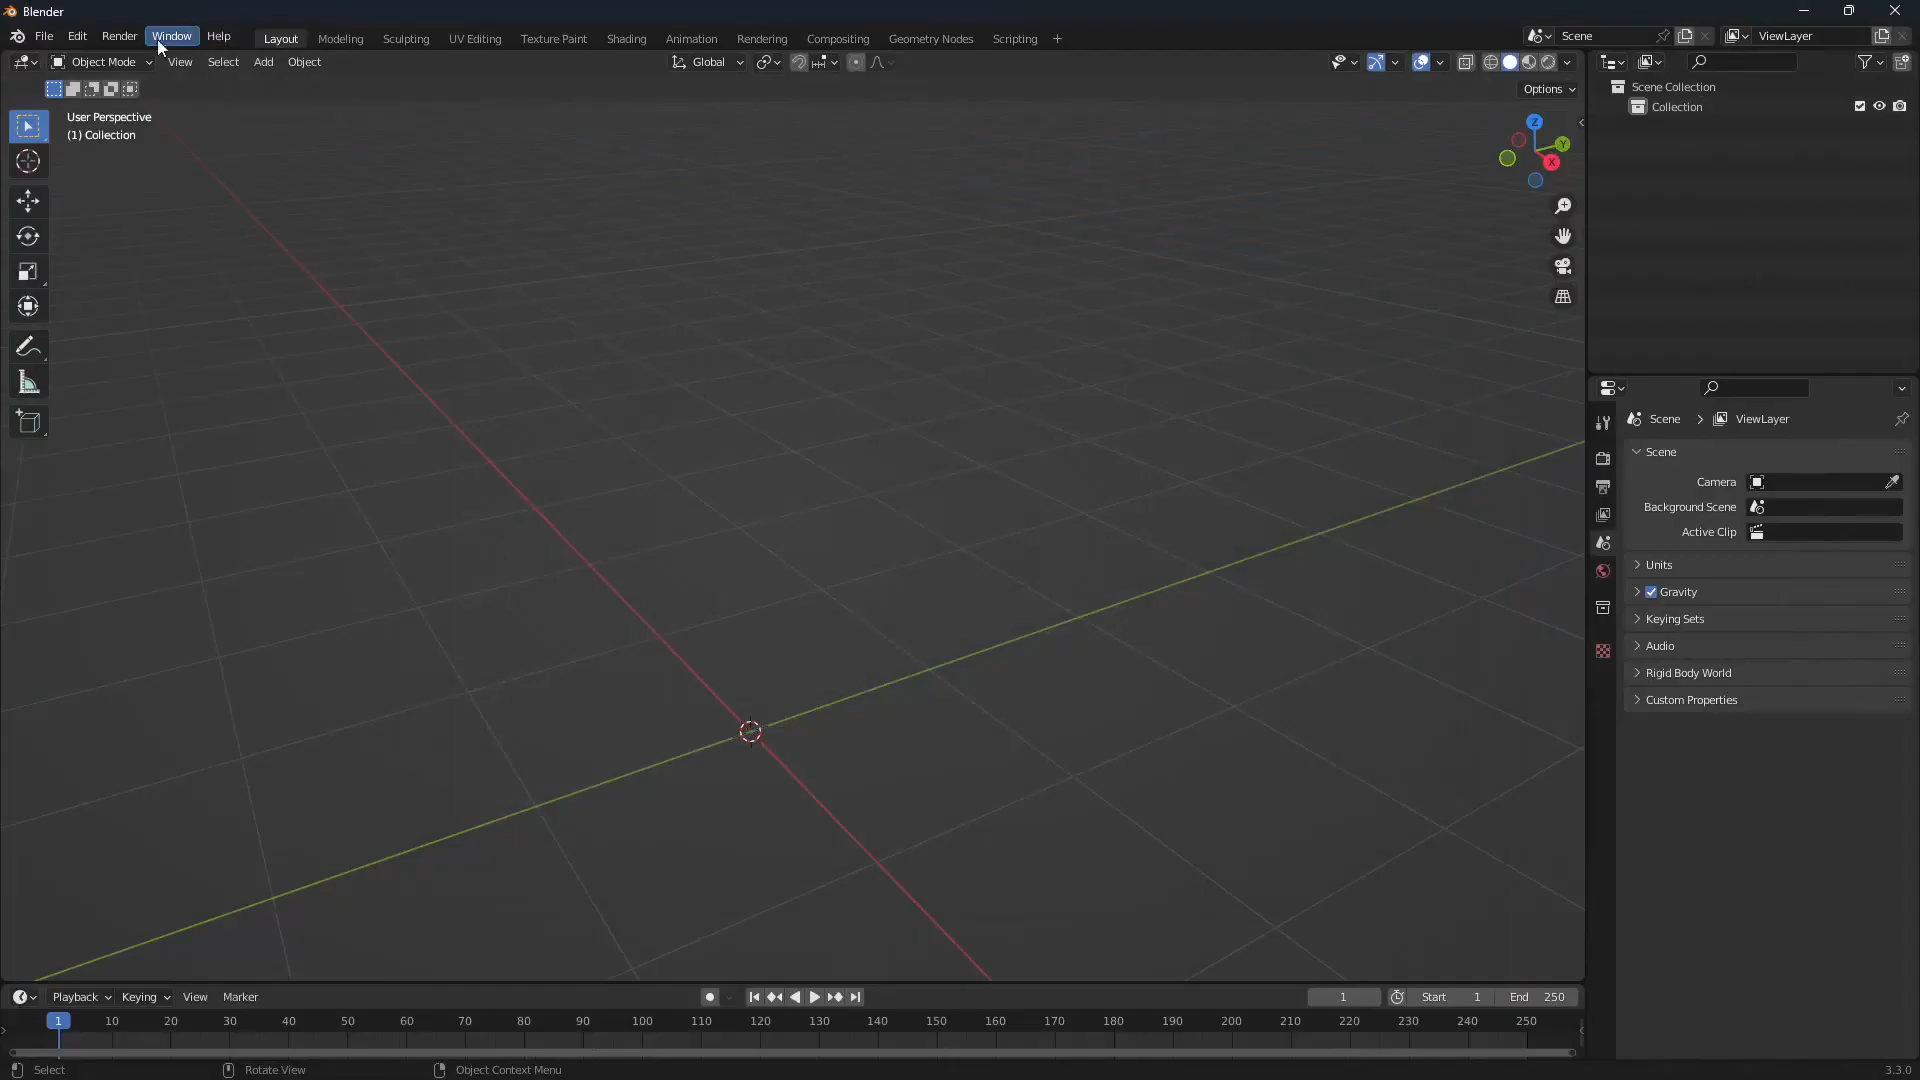 Blender
File Edit Render Window Help Layout Modeling Sculpting UV Editing Texture Paint Shading Animation Rendering Compositing Geometry Nodes Scripting + Scene ViewLayer
Object Mode View Select Add Object Global
Options
User Perspective
(1) Collection
Z
Y
X
Scene Collection
Collection
Scene > ViewLayer
Scene
Camera
Background Scene
Active Clip
Units
Gravity
Keying Sets
Audio
Rigid Body World
Custom Properties
Playback Keying View Marker 1 Start 1 End 250
1 10 20 30 40 50 60 70 80 90 100 110 120 130 140 150 160 170 180 190 200 210 220 230 240 250
Select Rotate View Object Context Menu 3.3.0